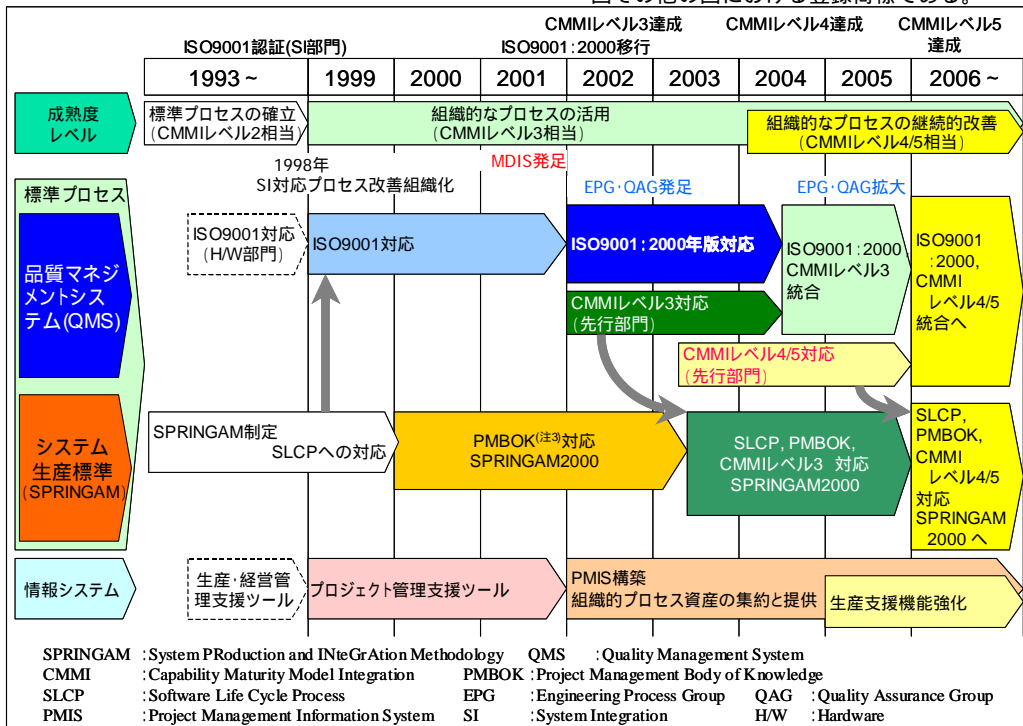 国その他の国における登録商標である。
CMMIレベル3達成
CMMIレベル4達成
CMMIレベル5
達成
ISO9001認証(SI部門)
ISO9001:2000移行
1993~
1999
2000
2001
2002
2003
2004
2005
2006~
成熟度
レベル
標準プロセスの確立
(CMMIレベル2相当)
組織的なプロセスの活用
(CMMIレベル3相当)
組織的なプロセスの継続的改善
(CMMIレベル4/5相当)
1998年
SI対応プロセス改善組織化
MDIS発足
EPG・QAG発足
EPG・QAG拡大
標準プロセス
品質マネジ
メントシス
テム(QMS)
ISO9001対応
(H/W部門)
ISO9001対応
ISO9001:2000年版対応
ISO9001:2000
CMMIレベル3
統合
ISO9001
:2000,
CMMI
レベル4/5
統合へ
CMMIレベル3対応
(先行部門)
CMMIレベル4/5対応
(先行部門)
システム
生産標準
(SPRINGAM)
SPRINGAM制定
SLCPへの対応
PMBOK(注3)対応
SPRINGAM2000
SLCP, PMBOK,
CMMIレベル3 対応
SPRINGAM2000
SLCP,
PMBOK,
CMMI
レベル4/5
対応
SPRINGAM
2000へ
情報システム
生産・経営管
理支援ツール
プロジェクト管理支援ツール
PMIS構築
組織的プロセス資産の集約と提供
生産支援機能強化
SPRINGAM :System PRoduction and INteGrAtion Methodology QMS :Quality Management System
CMMI :Capability Maturity Model Integration PMBOK :Project Management Body of Knowledge
SLCP :Software Life Cycle Process EPG :Engineering Process Group QAG :Quality Assurance Group
PMIS :Project Management Information System SI :System Integration H/W :Hardware